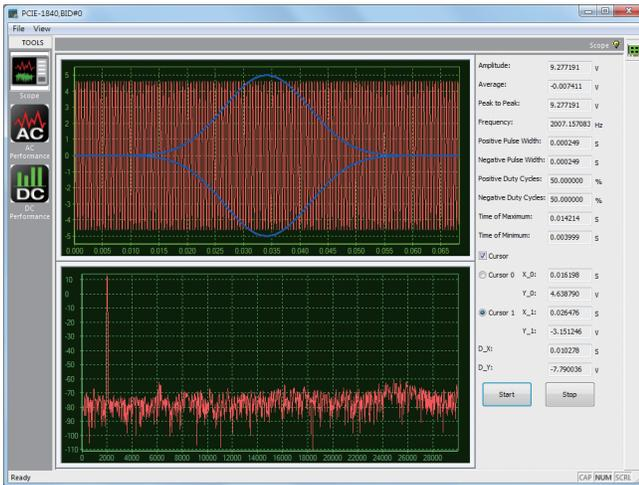 PCIE-1840,BID#0
File View
TOOLS
Scope
Scope
AC
AC Performance
DC
DC Performance
5
4
3
2
1
0
-1
-2
-3
-4
-5
0.000 0.005 0.010 0.015 0.020 0.025 0.030 0.035 0.040 0.045 0.050 0.055 0.060 0.065
10
0
-10
-20
-30
-40
-50
-60
-70
-80
-90
-100
-110
0 2000 4000 6000 8000 10000 12000 14000 16000 18000 20000 22000 24000 26000 28000
Amplitude: 9.277191 V
Average: -0.007411 V
Peak to Peak: 9.277191 V
Frequency: 2007.157083 Hz
Positive Pulse Width: 0.000249 S
Negative Pulse Width: 0.000249 S
Positive Duty Cycles: 50.000000 %
Negative Duty Cycles: 50.000000 %
Time of Maximum: 0.014214 S
Time of Minimum: 0.003999 S
Cursor
Cursor 0 X_0: 0.016198 S
Y_0: 4.638790 V
Cursor 1 X_1: 0.026476 S
Y_1: -3.151246 V
D_X: 0.010278 S
D_Y: -7.790036 V
Start Stop
Ready CAP NUM SCRL